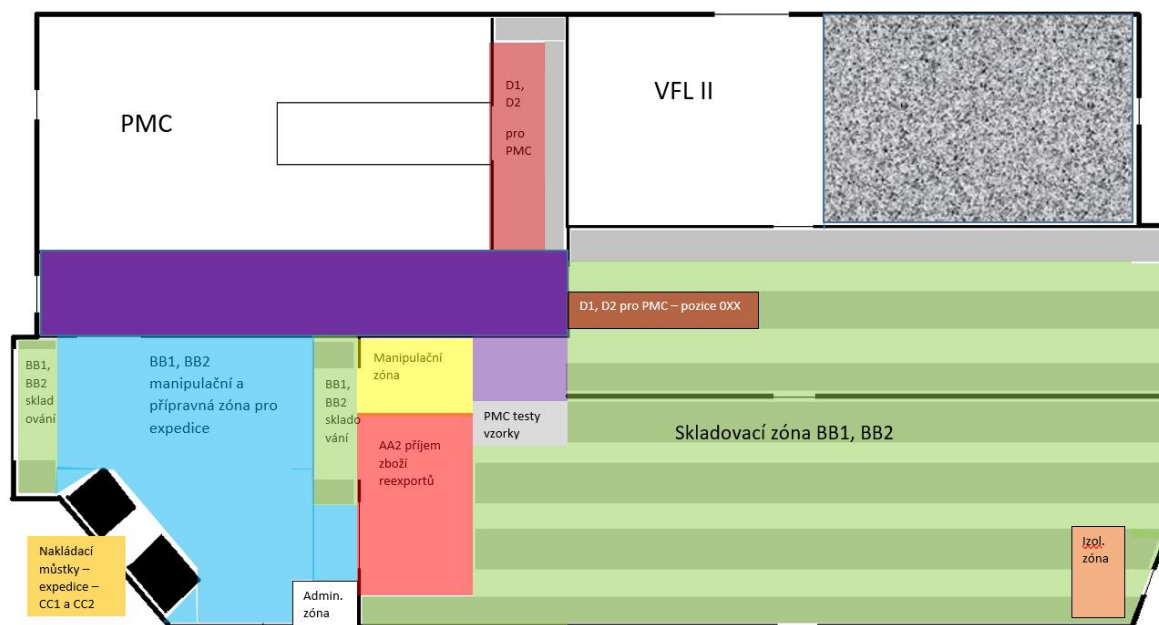 PMC
D1,
D2
pro
PMC
VFL II
D1, D2 pro PMC – pozice 0XX
BB1,
BB2
sklad
ování
BB1, BB2
manipulační a
přípravná zóna pro
expedice
BB1,
BB2
sklado
vání
Manipulační
zóna
PMC testy
vzorky
AA2 příjem
zboží
reexportů
Skladovací zóna BB1, BB2
Nakládací
můstky –
expedice –
CC1 a CC2
Admin.
zóna
Izol.
zóna